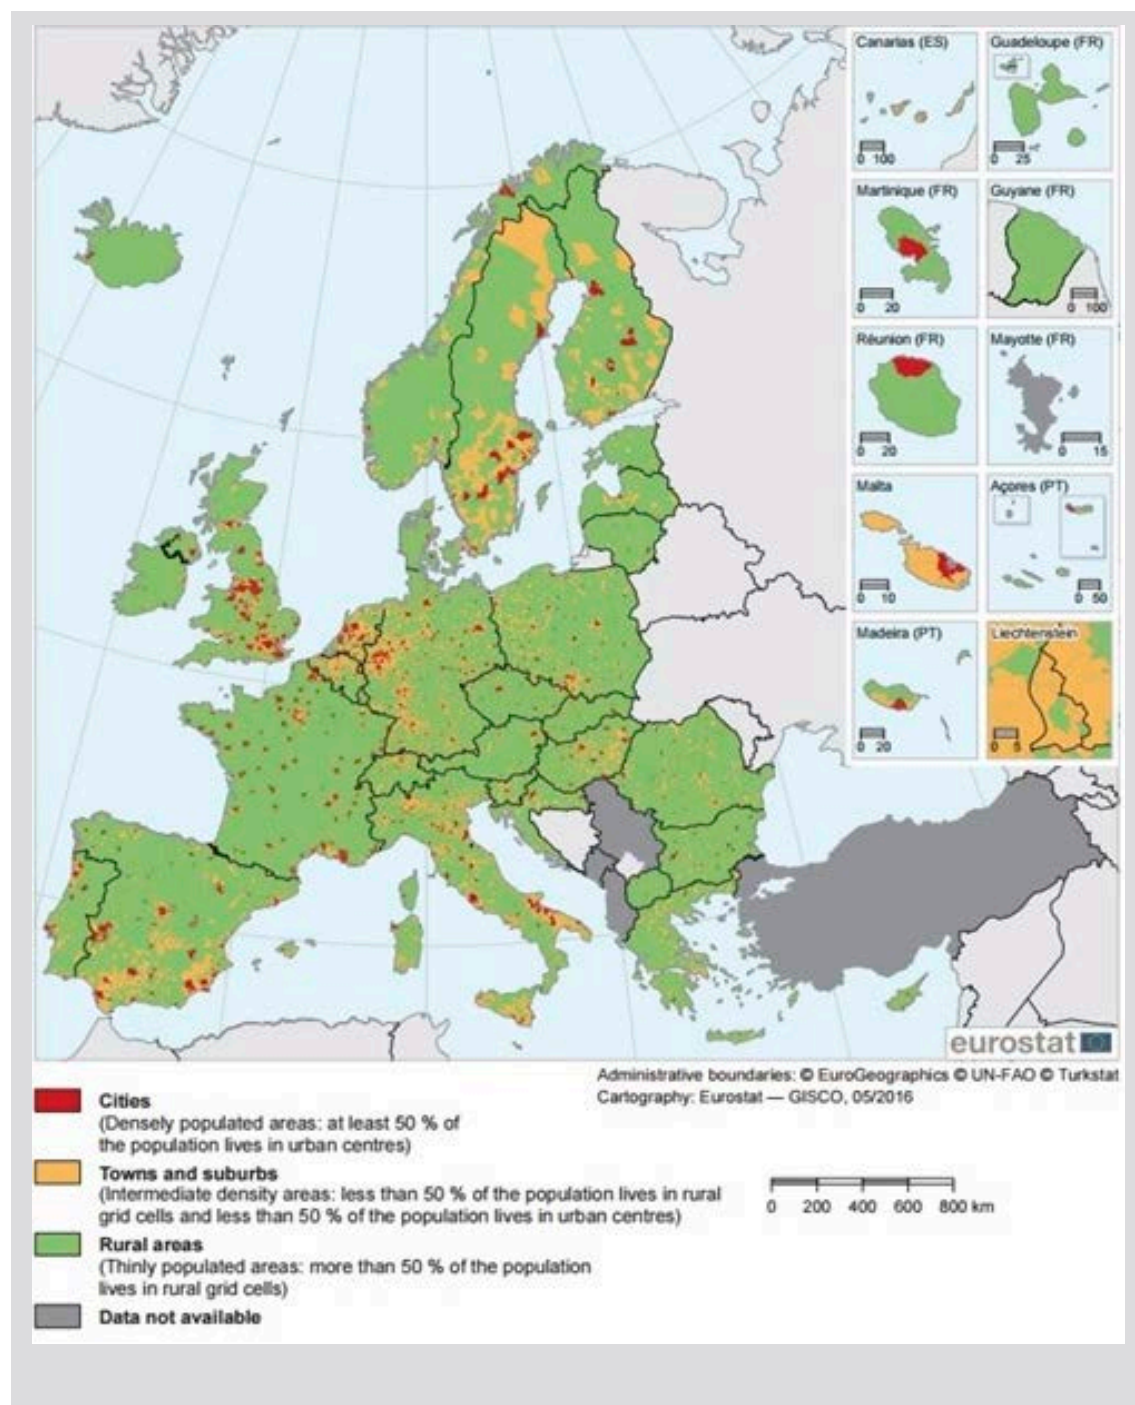 Canarias (ES)
0 100
Guadeloupe (FR)
0 25
Martinique (FR)
0 20
Guyane (FR)
0 100
Réunion (FR)
0 20
Mayotte (FR)
0 15
Malta
0 10
Açores (PT)
0 50
Madeira (PT)
0 20
Liechtenstein
0 5
eurostat
Administrative boundaries: © EuroGeographics © UN-FAO © Turkstat
Cartography: Eurostat — GISCO, 05/2016
Cities
(Densely populated areas: at least 50 % of
the population lives in urban centres)
Towns and suburbs
(Intermediate density areas: less than 50 % of the population lives in rural
grid cells and less than 50 % of the population lives in urban centres)
Rural areas
(Thinly populated areas: more than 50 % of the population
lives in rural grid cells)
Data not available
0 200 400 600 800 km